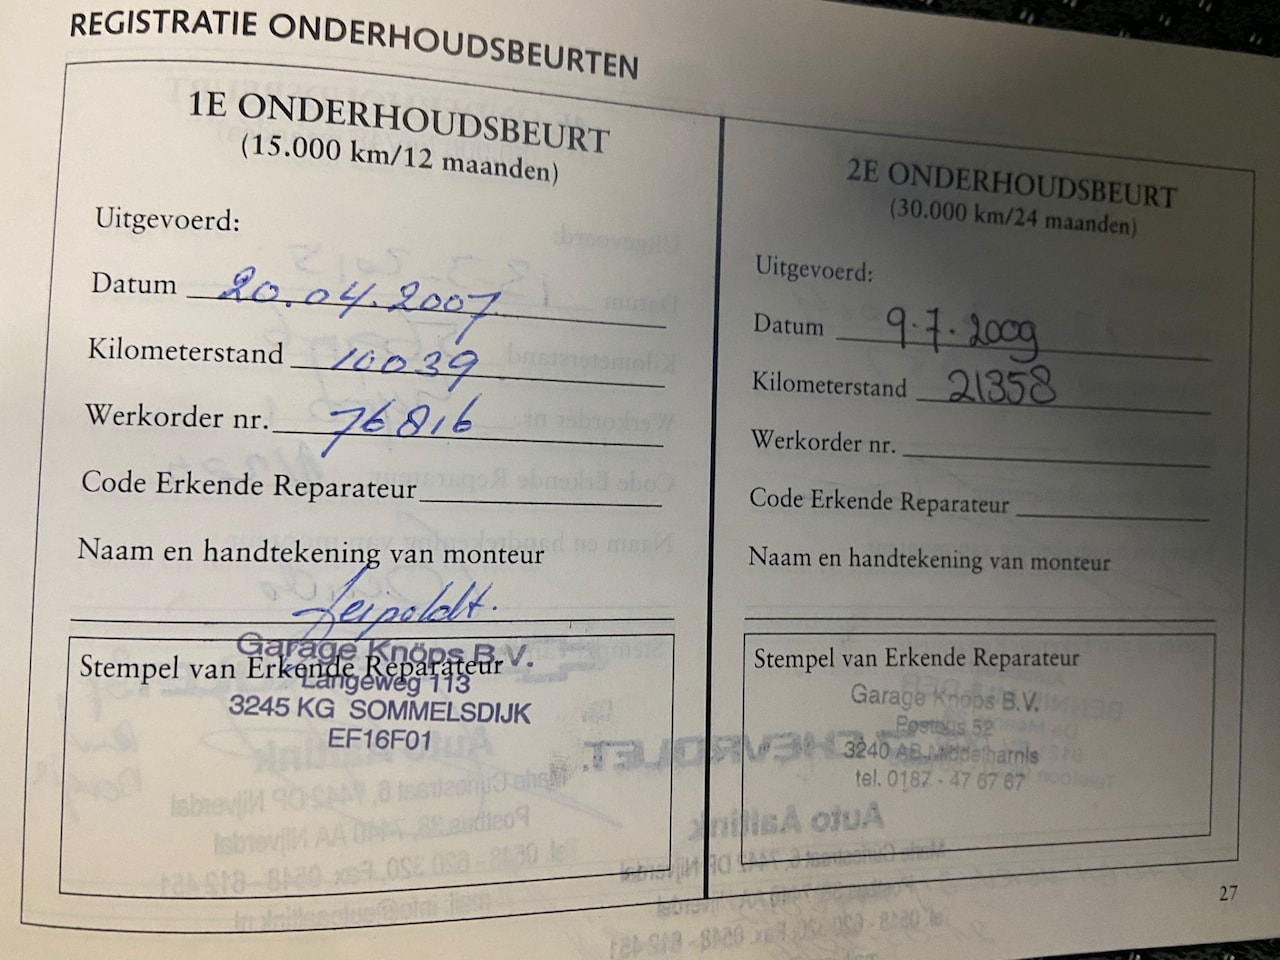 REGISTRATIE ONDERHOUDSBEURTEN
1E ONDERHOUDSBEURT
(15.000 km/12 maanden)
Uitgevoerd:
Datum 20.04.2007
Kilometerstand 10039
Werkorder nr. 76816
Code Erkende Reparateur
Naam en handtekening van monteur
Leipoldt.
Stempel van Erkende Reparateur
Garage Knöps B.V.
Langeweg 113
3245 KG SOMMELSDIJK
EF16F01
2E ONDERHOUDSBEURT
(30.000 km/24 maanden)
Uitgevoerd:
Datum 9.7.2009
Kilometerstand 21358
Werkorder nr.
Code Erkende Reparateur
Naam en handtekening van monteur
Stempel van Erkende Reparateur
Garage Knöps B.V.
Postbus 52
3240 AB Middelharnis
tel. 0187 - 47 67 67
27